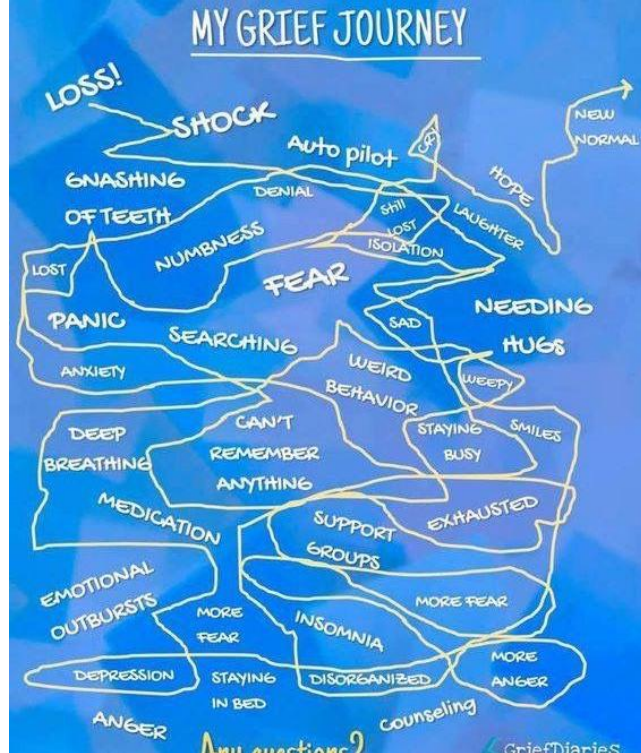 MY GRIEF JOURNEY
LOSS!
SHOCK
Auto pilot
CRY
NEW
NORMAL
HOPE
GNASHING
OF TEETH
DENIAL
Still
LOST
LAUGHTER
NUMBNESS
ISOLATION
LOST
FEAR
NEEDING
HUGS
PANIC
SEARCHING
SAD
ANXIETY
WEIRD
BEHAVIOR
WEEPY
DEEP
BREATHING
CAN'T
REMEMBER
ANYTHING
STAYING
BUSY
SMILES
MEDICATION
SUPPORT
GROUPS
EXHAUSTED
EMOTIONAL
OUTBURSTS
MORE
FEAR
INSOMNIA
MORE FEAR
DEPRESSION
STAYING
IN BED
DISORGANIZED
MORE
ANGER
ANGER
Counseling
Any questions?
GriefDiaries